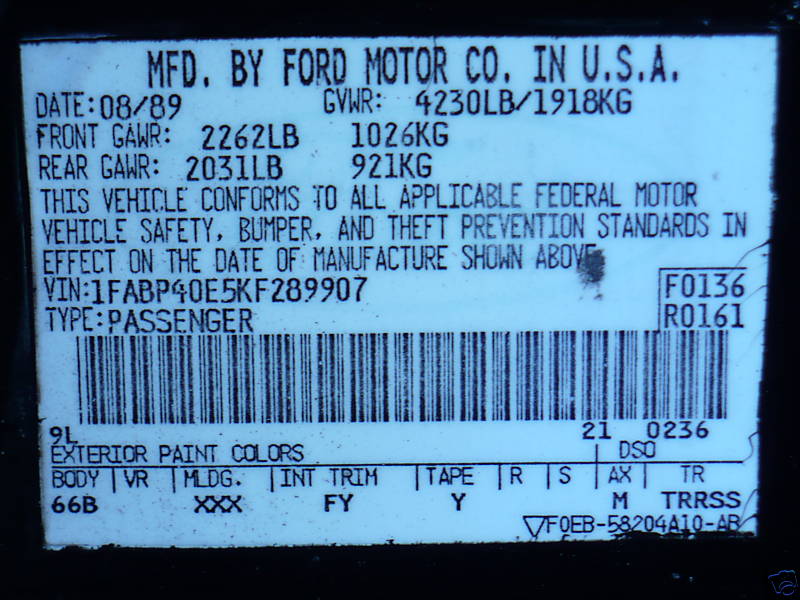 MFD. BY FORD MOTOR CO. IN U.S.A.
DATE: 08/89 GVWR: 4230LB/1918KG
FRONT GAWR: 2262LB 1026KG
REAR GAWR: 2031LB 921KG
THIS VEHICLE CONFORMS TO ALL APPLICABLE FEDERAL MOTOR
VEHICLE SAFETY, BUMPER, AND THEFT PREVENTION STANDARDS IN
EFFECT ON THE DATE OF MANUFACTURE SHOWN ABOVE
VIN: 1FABP40E5KF289907 F0136
TYPE: PASSENGER R0161
9L 21 0236
EXTERIOR PAINT COLORS DSO
BODY VR MLDG. INT TRIM TAPE R S AX TR
66B XXX FY Y M TRRSS
▽F0EB-58204A10-AB